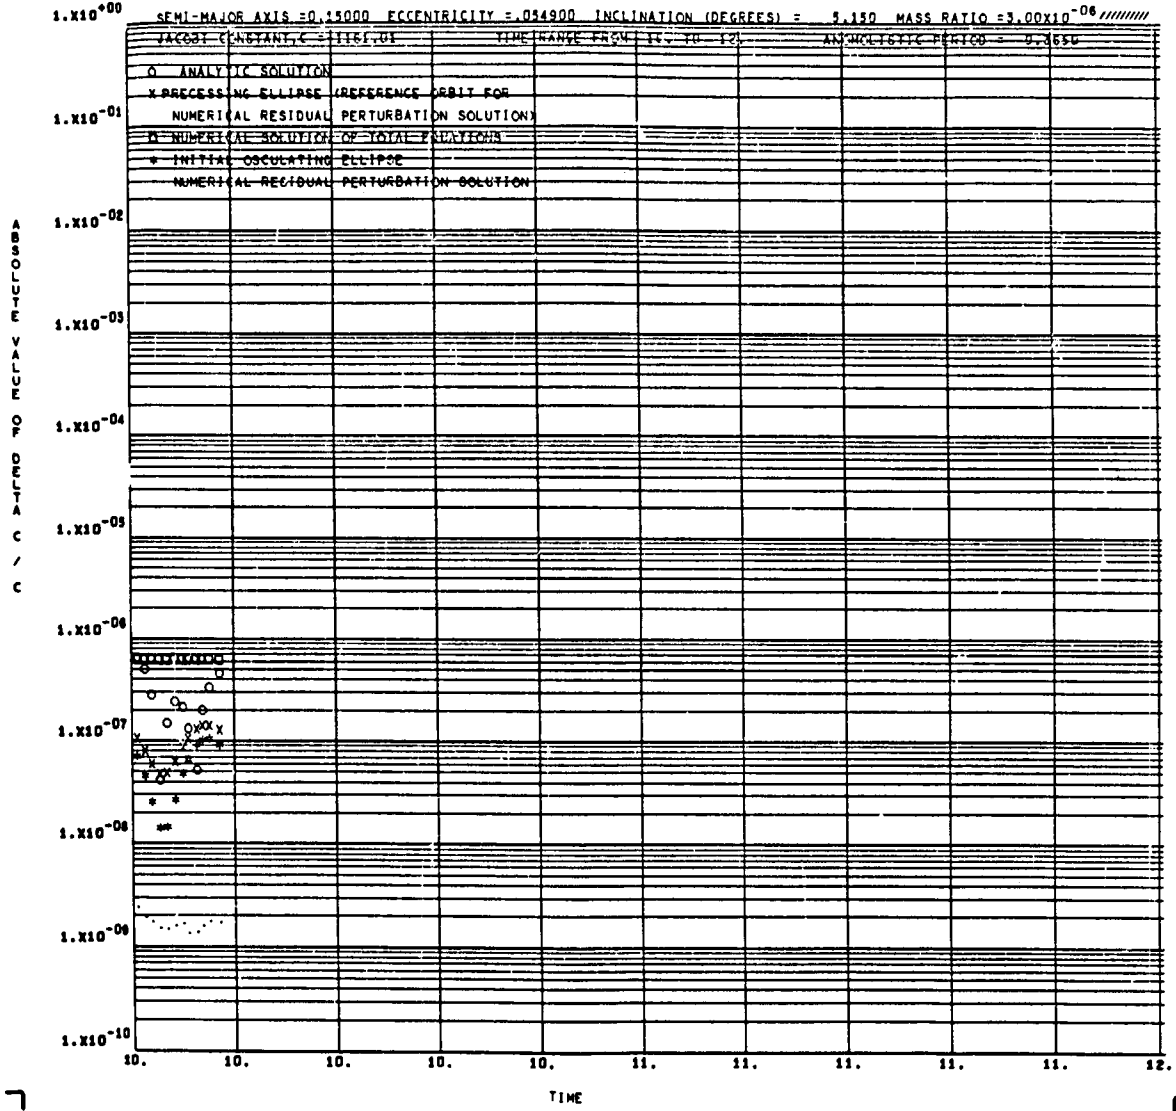 SEMI-MAJOR AXIS =0.15000 ECCENTRICITY =.054900 INCLINATION (DEGREES) = 5.150 MASS RATIO =3.00X10-06 /////////
JACOBI CONSTANT, C = 1161.01 TIME RANGE FROM 10. TO 12. ANOMOLISTIC PERIOD =
O ANALYTIC SOLUTION
X PRECESSING ELLIPSE (REFERENCE ORBIT FOR
NUMERICAL RESIDUAL PERTURBATION SOLUTION)
□ NUMERICAL SOLUTION OF TOTAL EQUATIONS
* INITIAL OSCULATING ELLIPSE
. NUMERICAL RESIDUAL PERTURBATION SOLUTION
ABSOLUTE VALUE OF DELTA C / C
1.X10+00
1.X10-01
1.X10-02
1.X10-03
1.X10-04
1.X10-05
1.X10-06
1.X10-07
1.X10-08
1.X10-09
1.X10-10
10. 10. 10. 10. 10. 11. 11. 11. 11. 11. 12.
TIME